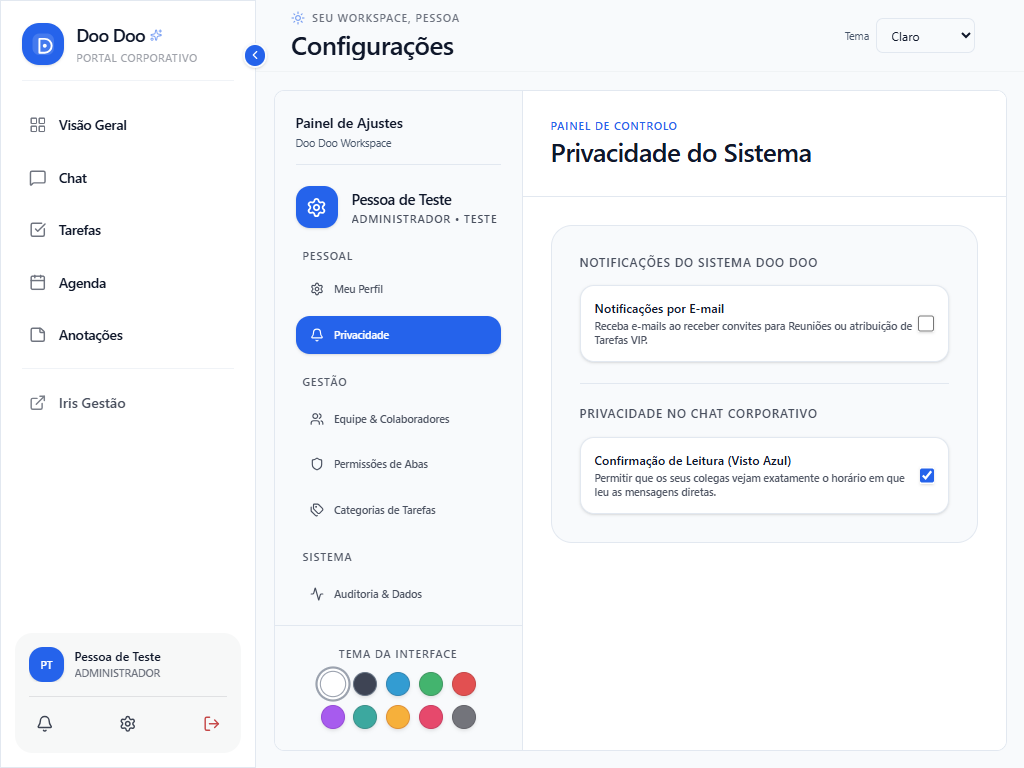 Doo Doo
PORTAL CORPORATIVO
Visão Geral
Chat
Tarefas
Agenda
Anotações
Iris Gestão
PT
Pessoa de Teste
ADMINISTRADOR
SEU WORKSPACE, PESSOA
Configurações
Tema
Claro
Painel de Ajustes
Doo Doo Workspace
Pessoa de Teste
ADMINISTRADOR • TESTE
PESSOAL
Meu Perfil
Privacidade
GESTÃO
Equipe & Colaboradores
Permissões de Abas
Categorias de Tarefas
SISTEMA
Auditoria & Dados
TEMA DA INTERFACE
PAINEL DE CONTROLO
Privacidade do Sistema
NOTIFICAÇÕES DO SISTEMA DOO DOO
Notificações por E-mail
Receba e-mails ao receber convites para Reuniões ou atribuição de
Tarefas VIP.
PRIVACIDADE NO CHAT CORPORATIVO
Confirmação de Leitura (Visto Azul)
Permitir que os seus colegas vejam exatamente o horário em que
leu as mensagens diretas.